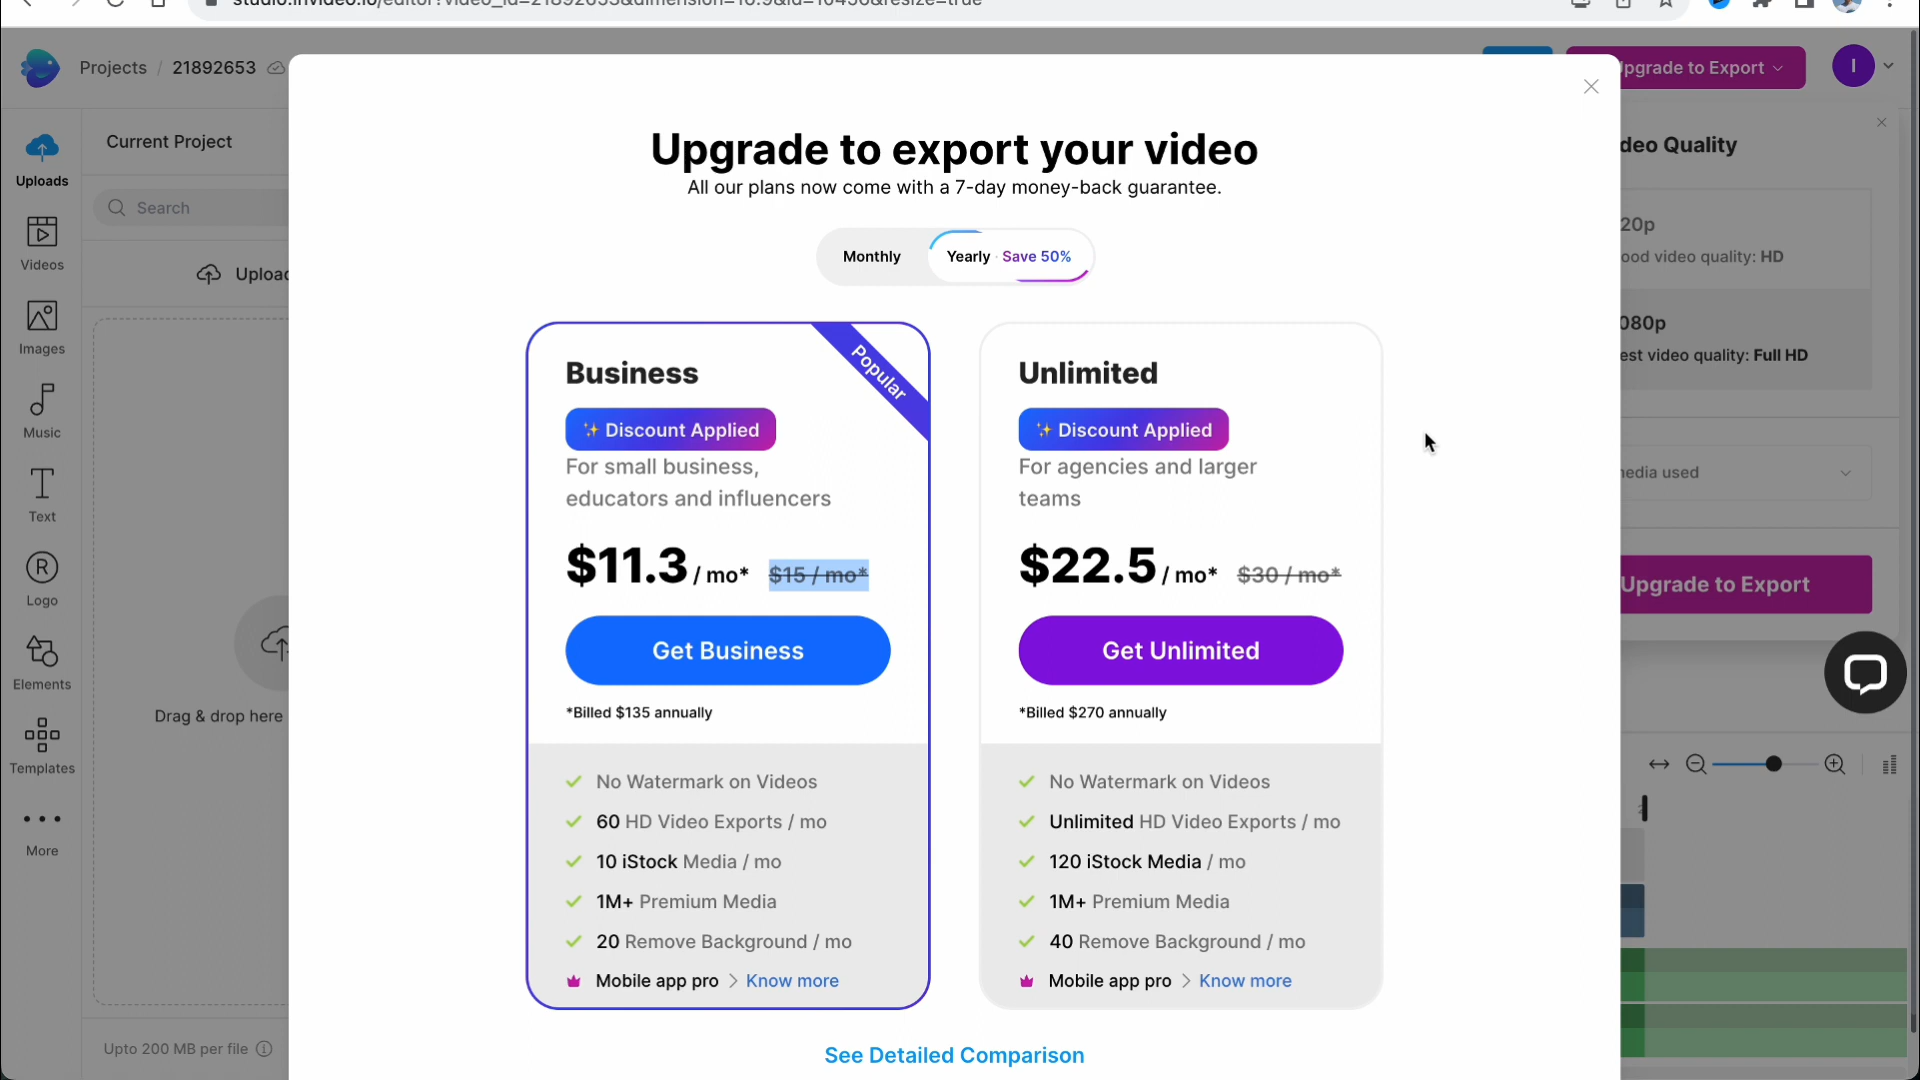 Projects / 21892653
Upgrade to Export
I
Current Project
Search
Uploads
Videos
Images
Music
Text
Logo
Elements
Templates
More
Drag & drop here
Upto 200 MB per file
Upgrade to export your video
All our plans now come with a 7-day money-back guarantee.
Monthly
Yearly · Save 50%
Business
Popular
✨ Discount Applied
For small business,
educators and influencers
$11.3 / mo* $15 / mo*
Get Business
*Billed $135 annually
No Watermark on Videos
60 HD Video Exports / mo
10 iStock Media / mo
1M+ Premium Media
20 Remove Background / mo
Mobile app pro > Know more
Unlimited
✨ Discount Applied
For agencies and larger
teams
$22.5 / mo* $30 / mo*
Get Unlimited
*Billed $270 annually
No Watermark on Videos
Unlimited HD Video Exports / mo
120 iStock Media / mo
1M+ Premium Media
40 Remove Background / mo
Mobile app pro > Know more
See Detailed Comparison
deo Quality
20p
ood video quality: HD
080p
est video quality: Full HD
edia used
Upgrade to Export